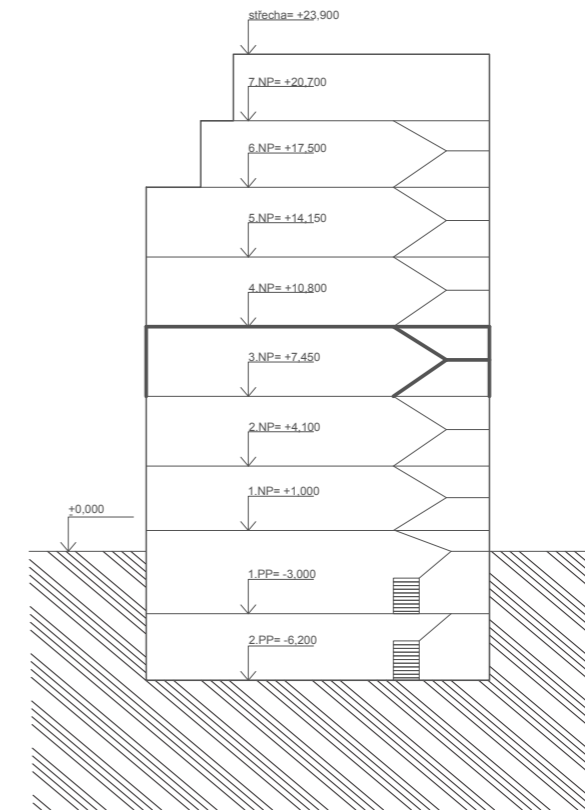 střecha= +23,900
7.NP= +20,700
6.NP= +17,500
5.NP= +14,150
4.NP= +10,800
3.NP= +7,450
2.NP= +4,100
1.NP= +1,000
+0,000
1.PP= -3,000
2.PP= -6,200